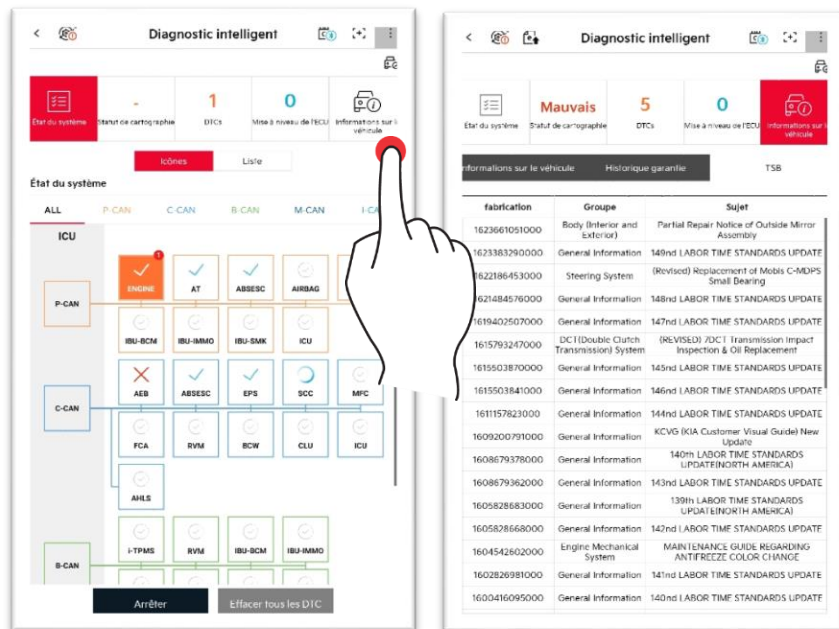 Diagnostic intelligent
- 1 0
État du système Statut de cartographie DTCs Mise à niveau de l'ECU Informations sur l
véhicule
Icônes Liste
État du système
ALL P-CAN C-CAN B-CAN M-CAN I-CA
ICU
1
ENGINE AT ABSESC AIRBAG
P-CAN
IBU-BCM IBU-IMMO IBU-SMK ICU
AEB ABSESC EPS SCC MFC
C-CAN
FCA RVM BCW CLU ICU
AHLS
i-TPMS RVM IBU-BCM IBU-IMMO
B-CAN
Arrêter Effacer tous les DTC
Diagnostic intelligent
Mauvais 5 0
État du système Statut de cartographie DTCs Mise à niveau de l'ECU Informations sur l
véhicule
nformations sur le véhicule Historique garantie TSB
fabrication Groupe Sujet
1623661051000 Body (Interior and Exterior) Partial Repair Notice of Outside Mirror Assembly
1623383290000 General Information 149nd LABOR TIME STANDARDS UPDATE
1622186453000 Steering System (Revised) Replacement of Mobis C-MDPS Small Bearing
1621484576000 General Information 148nd LABOR TIME STANDARDS UPDATE
1619402507000 General Information 147nd LABOR TIME STANDARDS UPDATE
1615793247000 DCT(Double Clutch Transmission) System (REVISED) 7DCT Transmission Impact Inspection & Oil Replacement
1615503870000 General Information 145nd LABOR TIME STANDARDS UPDATE
1615503841000 General Information 146nd LABOR TIME STANDARDS UPDATE
1611157823000 General Information 144nd LABOR TIME STANDARDS UPDATE
1609200791000 General Information KCVG (KIA Customer Visual Guide) New Update
1608679378000 General Information 140th LABOR TIME STANDARDS UPDATE(NORTH AMERICA)
1608679362000 General Information 143nd LABOR TIME STANDARDS UPDATE
1605828683000 General Information 139th LABOR TIME STANDARDS UPDATE(NORTH AMERICA)
1605828668000 General Information 142nd LABOR TIME STANDARDS UPDATE
1604542602000 Engine Mechanical System MAINTENANCE GUIDE REGARDING ANTIFREEZE COLOR CHANGE
1602826981000 General Information 141nd LABOR TIME STANDARDS UPDATE
1600416095000 General Information 140nd LABOR TIME STANDARDS UPDATE